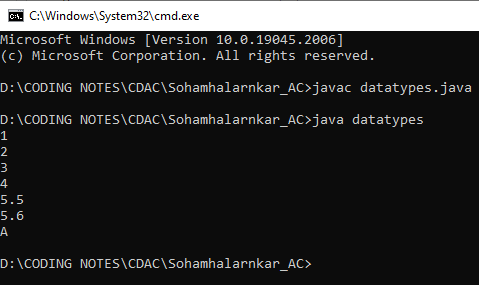 C:\Windows\System32\cmd.exe
Microsoft Windows [Version 10.0.19045.2006]
(c) Microsoft Corporation. All rights reserved.
D:\CODING NOTES\CDAC\Sohamhalarnkar_AC>javac datatypes.java
D:\CODING NOTES\CDAC\Sohamhalarnkar_AC>java datatypes
1
2
3
4
5.5
5.6
A
D:\CODING NOTES\CDAC\Sohamhalarnkar_AC>